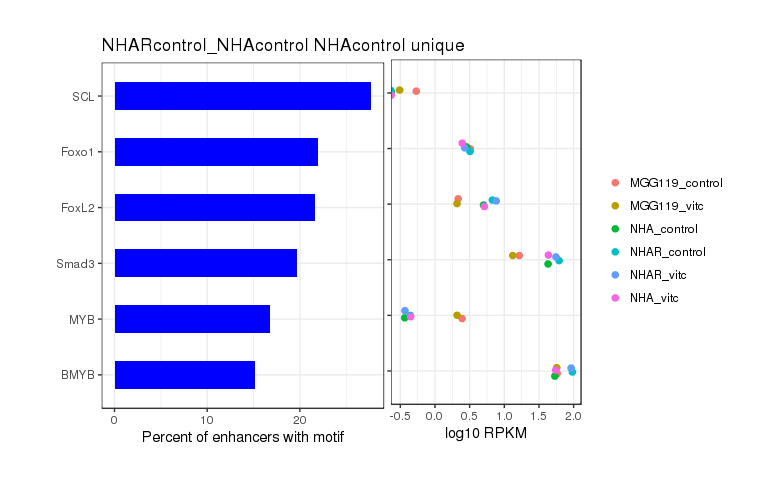 NHARcontrol_NHAcontrol NHAcontrol unique
SCL
Foxo1
FoxL2
Smad3
MYB
BMYB
0 10 20
Percent of enhancers with motif
-0.5 0.0 0.5 1.0 1.5 2.0
log10 RPKM
MGG119_control
MGG119_vitc
NHA_control
NHAR_control
NHAR_vitc
NHA_vitc